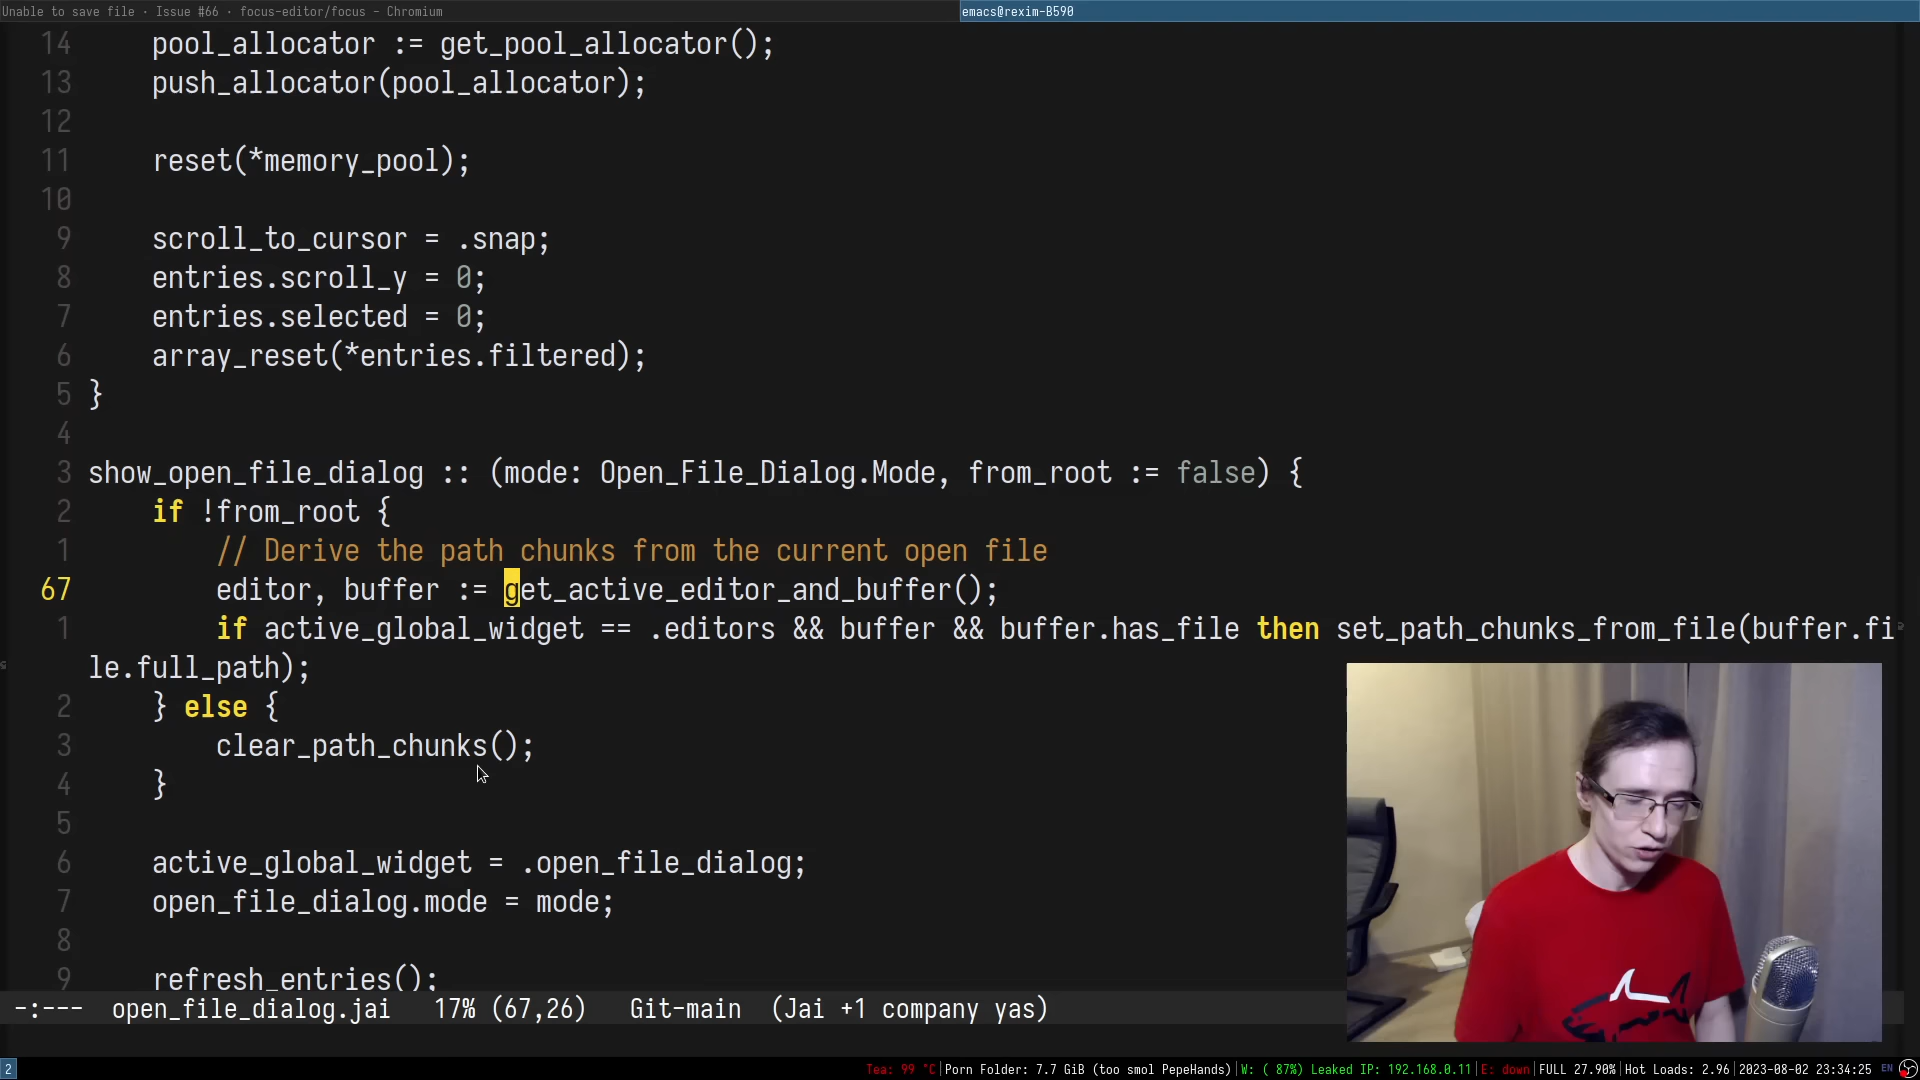 Unable to save file · Issue #66 · focus-editor/focus - Chromium
emacs@rexim-B590
14 pool_allocator := get_pool_allocator();
13 push_allocator(pool_allocator);
12
11 reset(*memory_pool);
10
9 scroll_to_cursor = .snap;
8 entries.scroll_y = 0;
7 entries.selected = 0;
6 array_reset(*entries.filtered);
5 }
4
3 show_open_file_dialog :: (mode: Open_File_Dialog.Mode, from_root := false) {
2 if !from_root {
1 // Derive the path chunks from the current open file
67 editor, buffer := get_active_editor_and_buffer();
1 if active_global_widget == .editors && buffer && buffer.has_file then set_path_chunks_from_file(buffer.fi
le.full_path);
2 } else {
3 clear_path_chunks();
4 }
5
6 active_global_widget = .open_file_dialog;
7 open_file_dialog.mode = mode;
8
9 refresh_entries();
-:--- open_file_dialog.jai 17% (67,26) Git-main (Jai +1 company yas)
2
Tea: 99 °C|Porn Folder: 7.7 GiB (too smol PepeHands)|W: ( 87%) Leaked IP: 192.168.0.11|E: down|FULL 27.90%|Hot Loads: 2.96|2023-08-02 23:34:25 EN